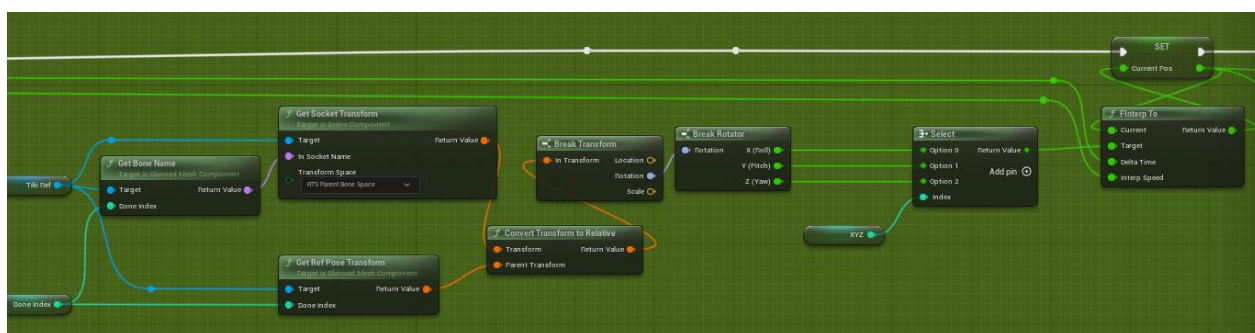 SET
Current Pos
f Get Socket Transform
Target is Scene Component
Target
Return Value
In Socket Name
Transform Space
RTS Parent Bone Space
f FInterp To
Current
Return Value
Target
Delta Time
Interp Speed
Break Transform
In Transform
Location
Rotation
Scale
Break Rotator
Rotation
X (Roll)
Y (Pitch)
Z (Yaw)
Select
Option 0
Return Value
Option 1
Add pin
Option 2
Index
f Get Bone Name
Target is Skinned Mesh Component
Target
Return Value
Bone Index
Tiki Ref
XYZ
f Convert Transform to Relative
Transform
Return Value
Parent Transform
f Get Ref Pose Transform
Target is Skinned Mesh Component
Target
Return Value
Bone Index
Bone Index